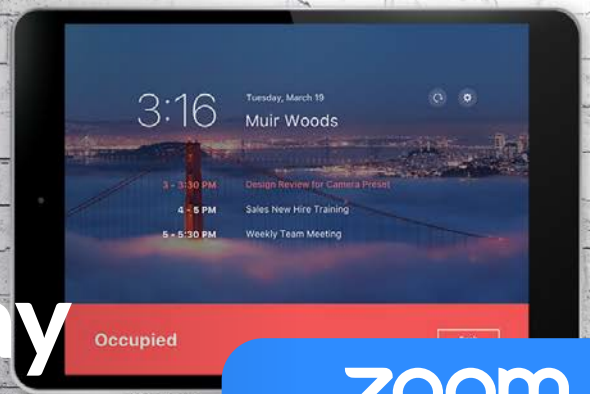 3:16
Tuesday, March 19
Muir Woods
3 - 3:30 PM Design Review for Camera Preset
4 - 5 PM Sales New Hire Training
5 - 5:30 PM Weekly Team Meeting
ay
Occupied
zoom